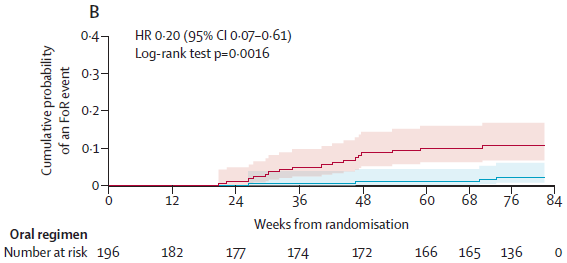 B
HR 0·20 (95% CI 0·07–0·61)
Log-rank test p=0·0016
Cumulative probability
of an FoR event
0·4
0·3
0·2
0·1
0
0 12 24 36 48 60 68 76 84
Weeks from randomisation
Oral regimen
Number at risk 196 182 177 174 172 166 165 136 0